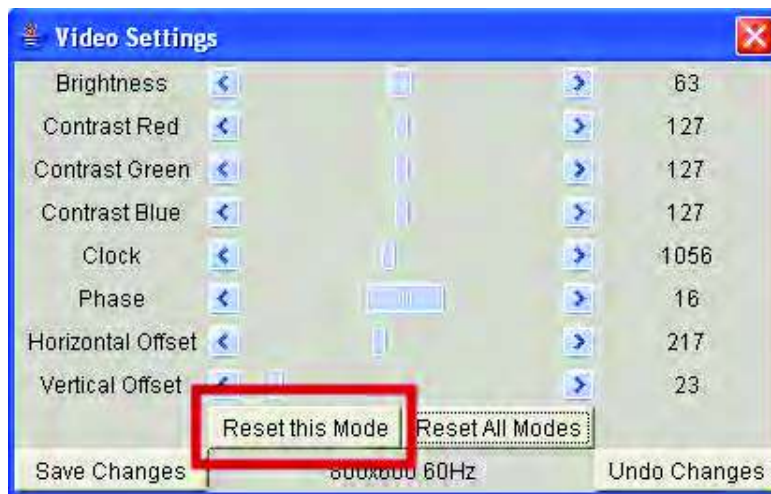 Video Settings
Brightness 63
Contrast Red 127
Contrast Green 127
Contrast Blue 127
Clock 1056
Phase 16
Horizontal Offset 217
Vertical Offset 23
Reset this Mode Reset All Modes
Save Changes 800x600 60Hz Undo Changes